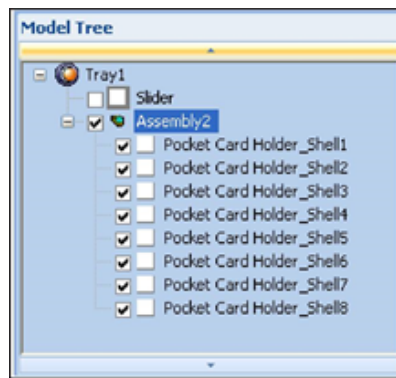 Model Tree
Tray1
Slider
Assembly2
Pocket Card Holder_Shell1
Pocket Card Holder_Shell2
Pocket Card Holder_Shell3
Pocket Card Holder_Shell4
Pocket Card Holder_Shell5
Pocket Card Holder_Shell6
Pocket Card Holder_Shell7
Pocket Card Holder_Shell8